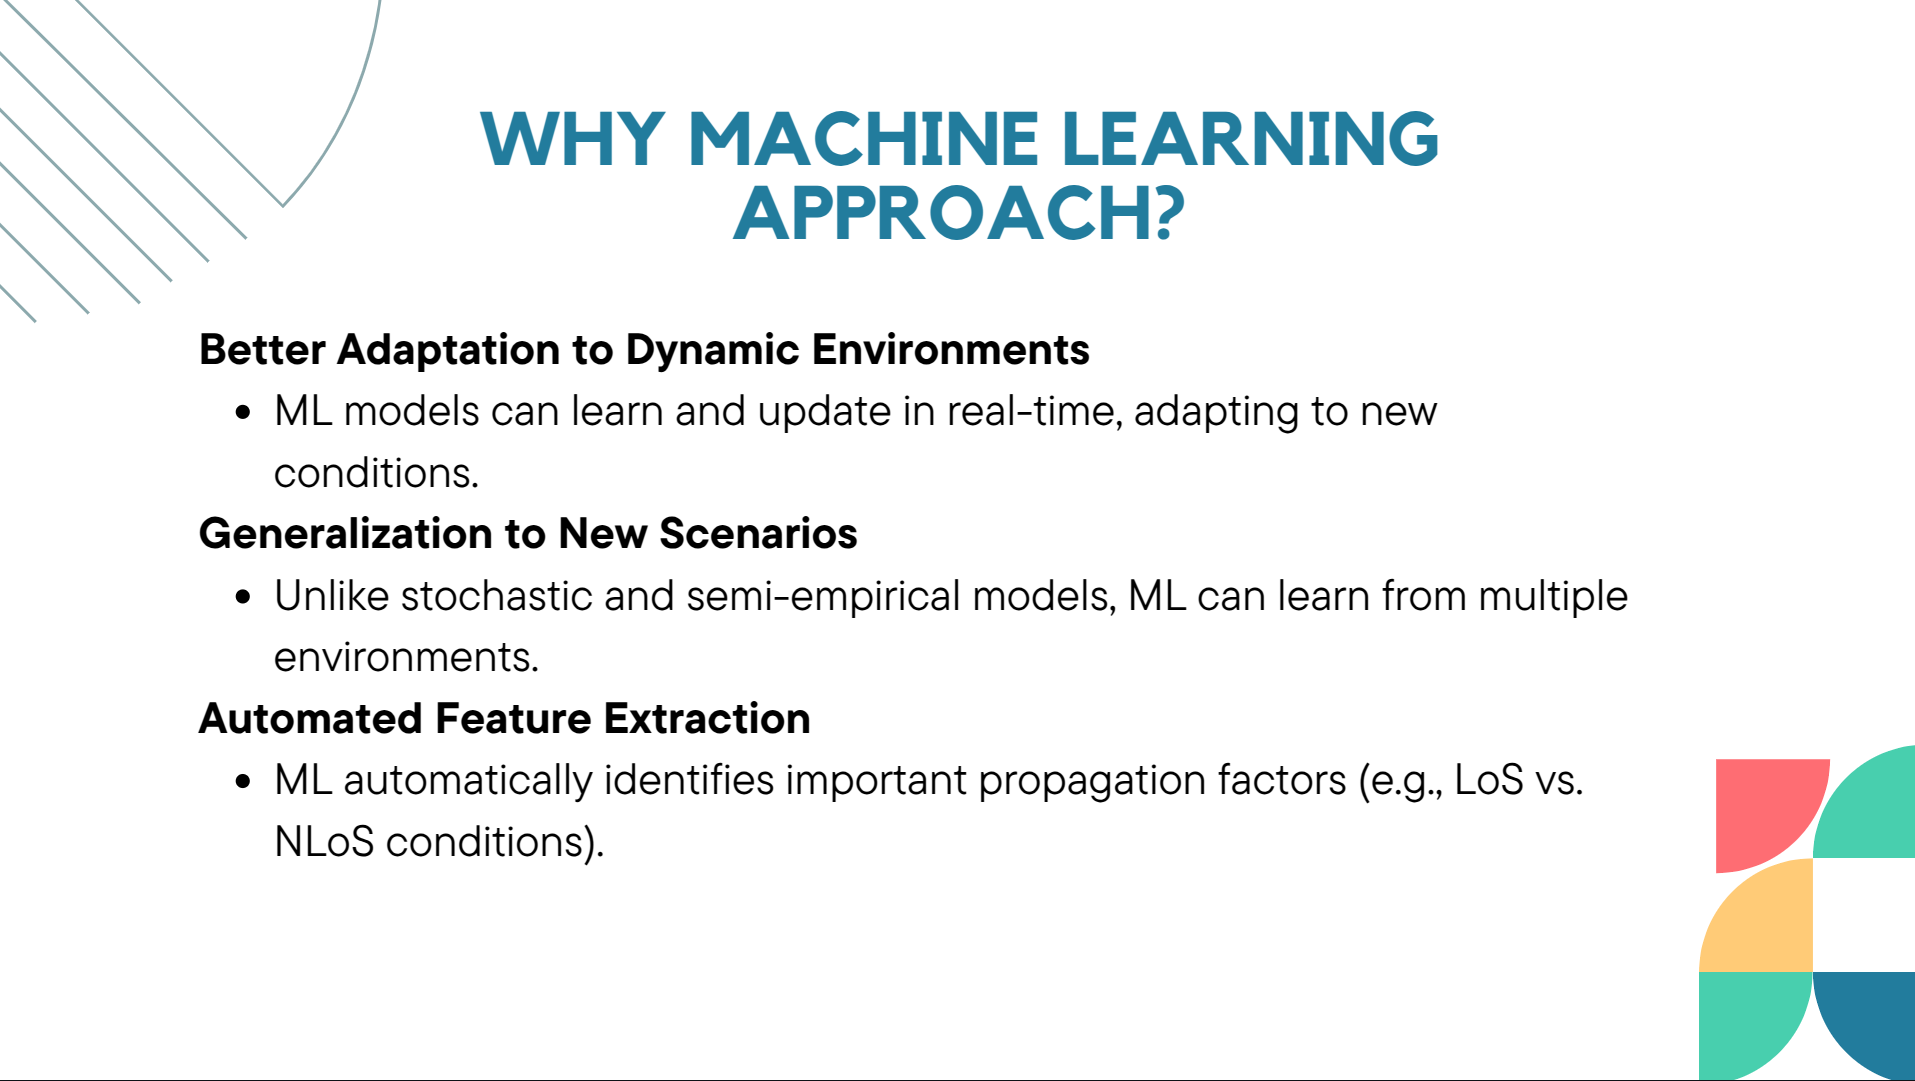 WHY MACHINE LEARNING
APPROACH?
Better Adaptation to Dynamic Environments
• ML models can learn and update in real-time, adapting to new
conditions.
Generalization to New Scenarios
• Unlike stochastic and semi-empirical models, ML can learn from multiple
environments.
Automated Feature Extraction
• ML automatically identifies important propagation factors (e.g., LoS vs.
NLoS conditions).